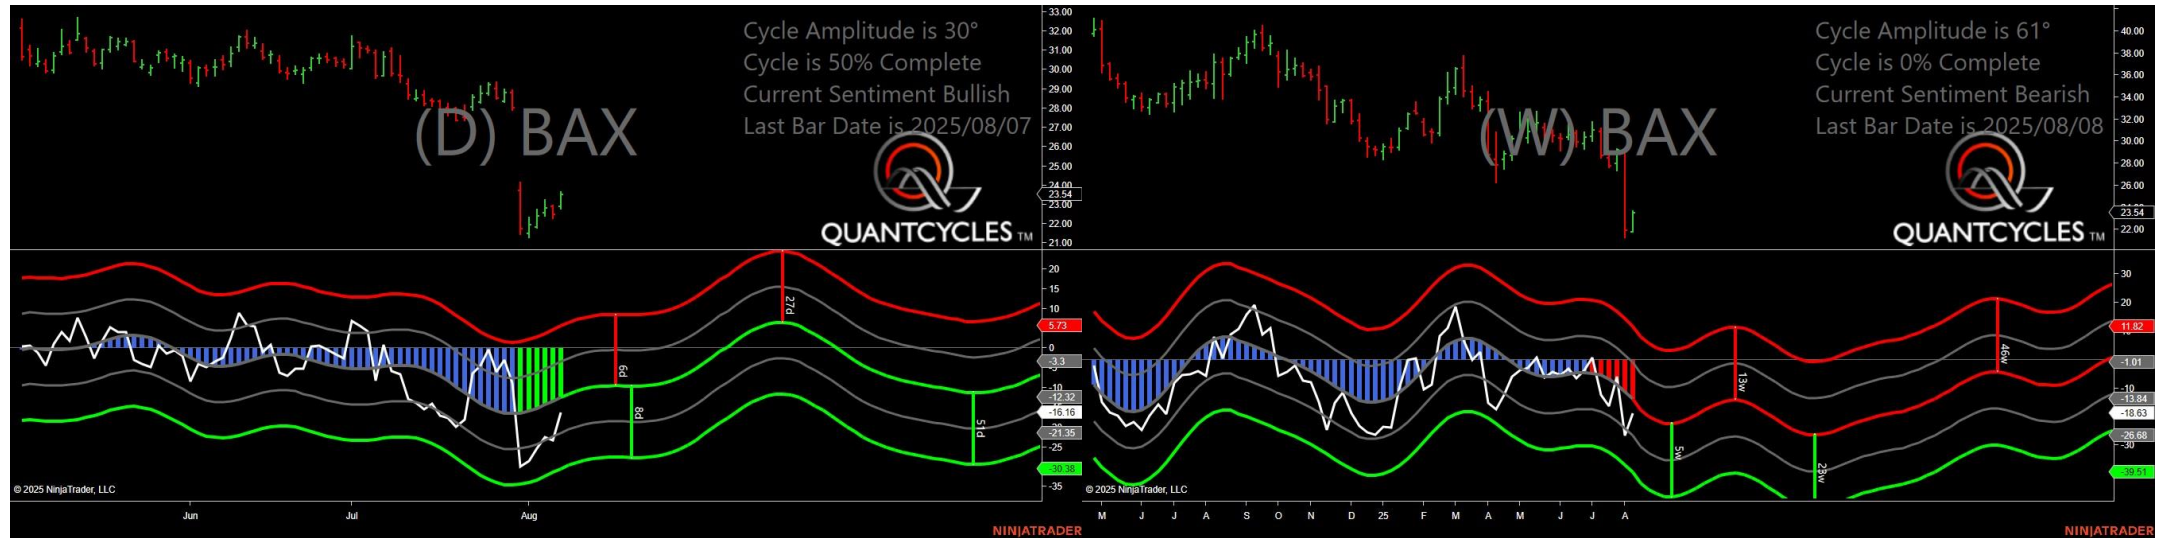 Cycle Amplitude is 30°
Cycle is 50% Complete
Current Sentiment Bullish
Last Bar Date is 2025/08/07
(D) BAX
QUANTCYCLES TM
33.00
32.00
31.00
30.00
29.00
28.00
27.00
26.00
25.00
24.00
23.54
23.00
22.00
21.00
20
15
10
5.73
0
-3.3
-10
-12.32
-16.16
-21.35
-25
-30.38
-35
6d
8d
27d
51d
© 2025 NinjaTrader, LLC
Jun Jul Aug
NINJATRADER
Cycle Amplitude is 61°
Cycle is 0% Complete
Current Sentiment Bearish
Last Bar Date is 2025/08/08
(W) BAX
QUANTCYCLES TM
40.00
38.00
36.00
34.00
32.00
30.00
28.00
26.00
23.54
22.00
30
20
11.82
-1.01
-10
-13.84
-18.63
-26.68
-30
-39.51
5w
13w
23w
46w
© 2025 NinjaTrader, LLC
M J J A S O N D 25 F M A M J J A
NINJATRADER